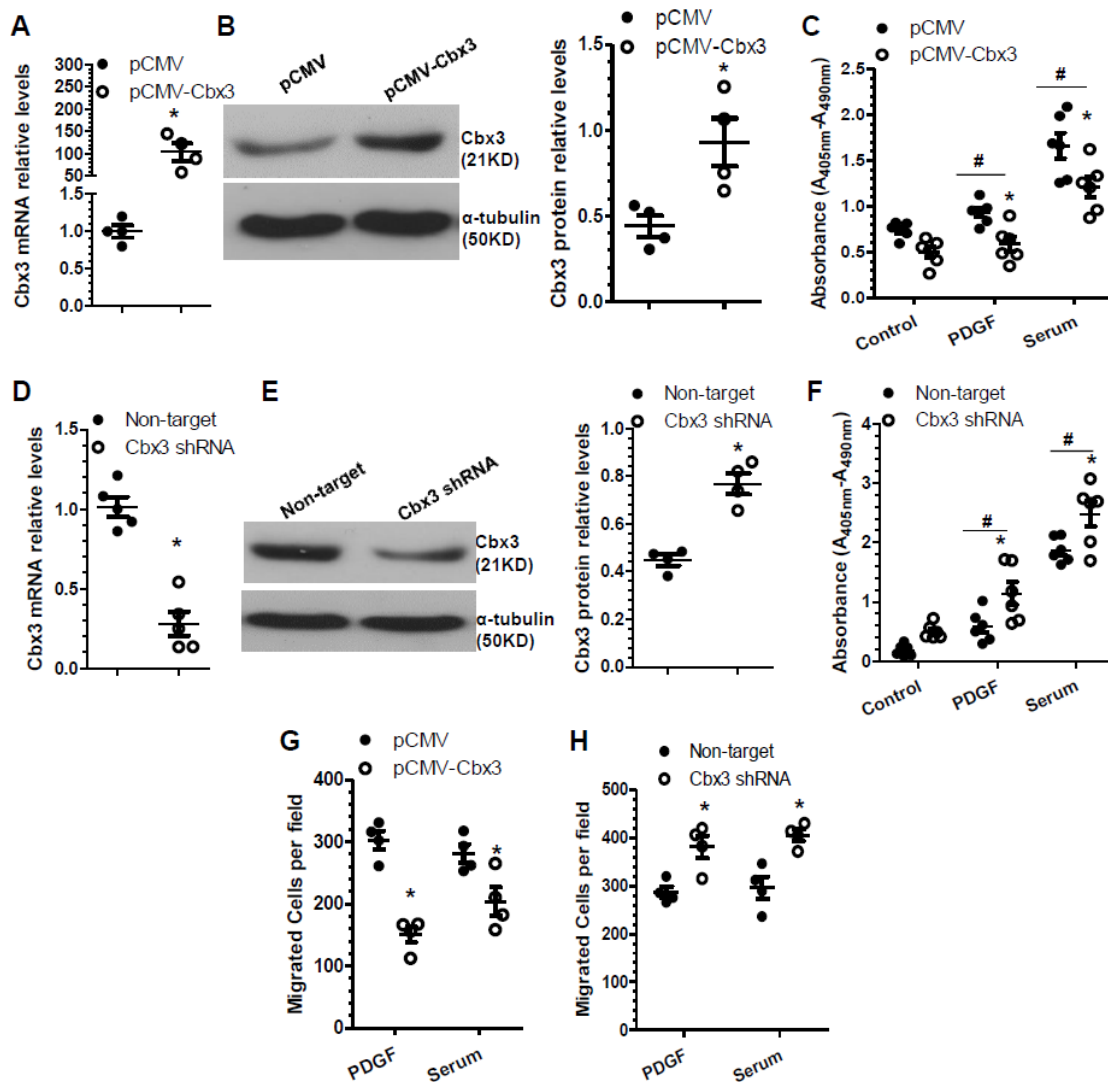 A
Cbx3 mRNA relative levels
pCMV
pCMV-Cbx3
300
250
200
150
100
50
1.5
1.0
0.5
0.0
*
B
pCMV
pCMV-Cbx3
Cbx3
(21KD)
α-tubulin
(50KD)
Cbx3 protein relative levels
pCMV
pCMV-Cbx3
1.5
1.0
0.5
0.0
*
C
pCMV
pCMV-Cbx3
Absorbance (A405nm-A490nm)
2.5
2.0
1.5
1.0
0.5
0.0
#
*
#
*
Control
PDGF
Serum
D
Non-target
Cbx3 shRNA
Cbx3 mRNA relative levels
1.5
1.0
0.5
0.0
*
E
Non-target
Cbx3 shRNA
Cbx3
(21KD)
α-tubulin
(50KD)
Cbx3 protein relative levels
Non-target
Cbx3 shRNA
1.0
0.8
0.6
0.4
0.2
0.0
*
F
Non-target
Cbx3 shRNA
Absorbance (A405nm-A490nm)
4
3
2
1
0
#
*
#
*
Control
PDGF
Serum
G
pCMV
pCMV-Cbx3
Migrated Cells per field
400
300
200
100
0
*
*
PDGF
Serum
H
Non-target
Cbx3 shRNA
Migrated Cells per field
500
400
300
200
100
0
*
*
PDGF
Serum